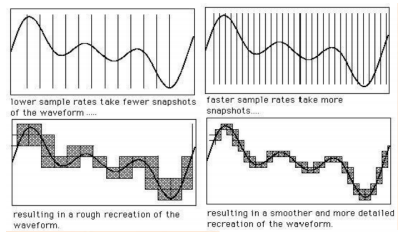 lower sample rates take fewer snapshots
of the waveform .....
faster sample rates take more
snapshots....
resulting in a rough recreation of the
waveform.
resulting in a smoother and more detailed
recreation of the waveform.